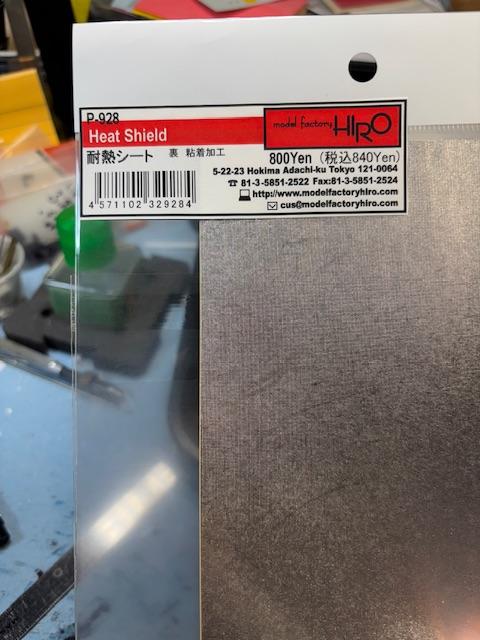 P-928
Heat Shield
model factory HIRO
耐熱シート 裏 粘着加工
800Yen (税込840Yen)
5-22-23 Hokima Adachi-ku Tokyo 121-0064
☎ 81-3-5851-2522 Fax:81-3-5851-2524
http://www.modelfactoryhiro.com
cus@modelfactoryhiro.com
4 571102 329284